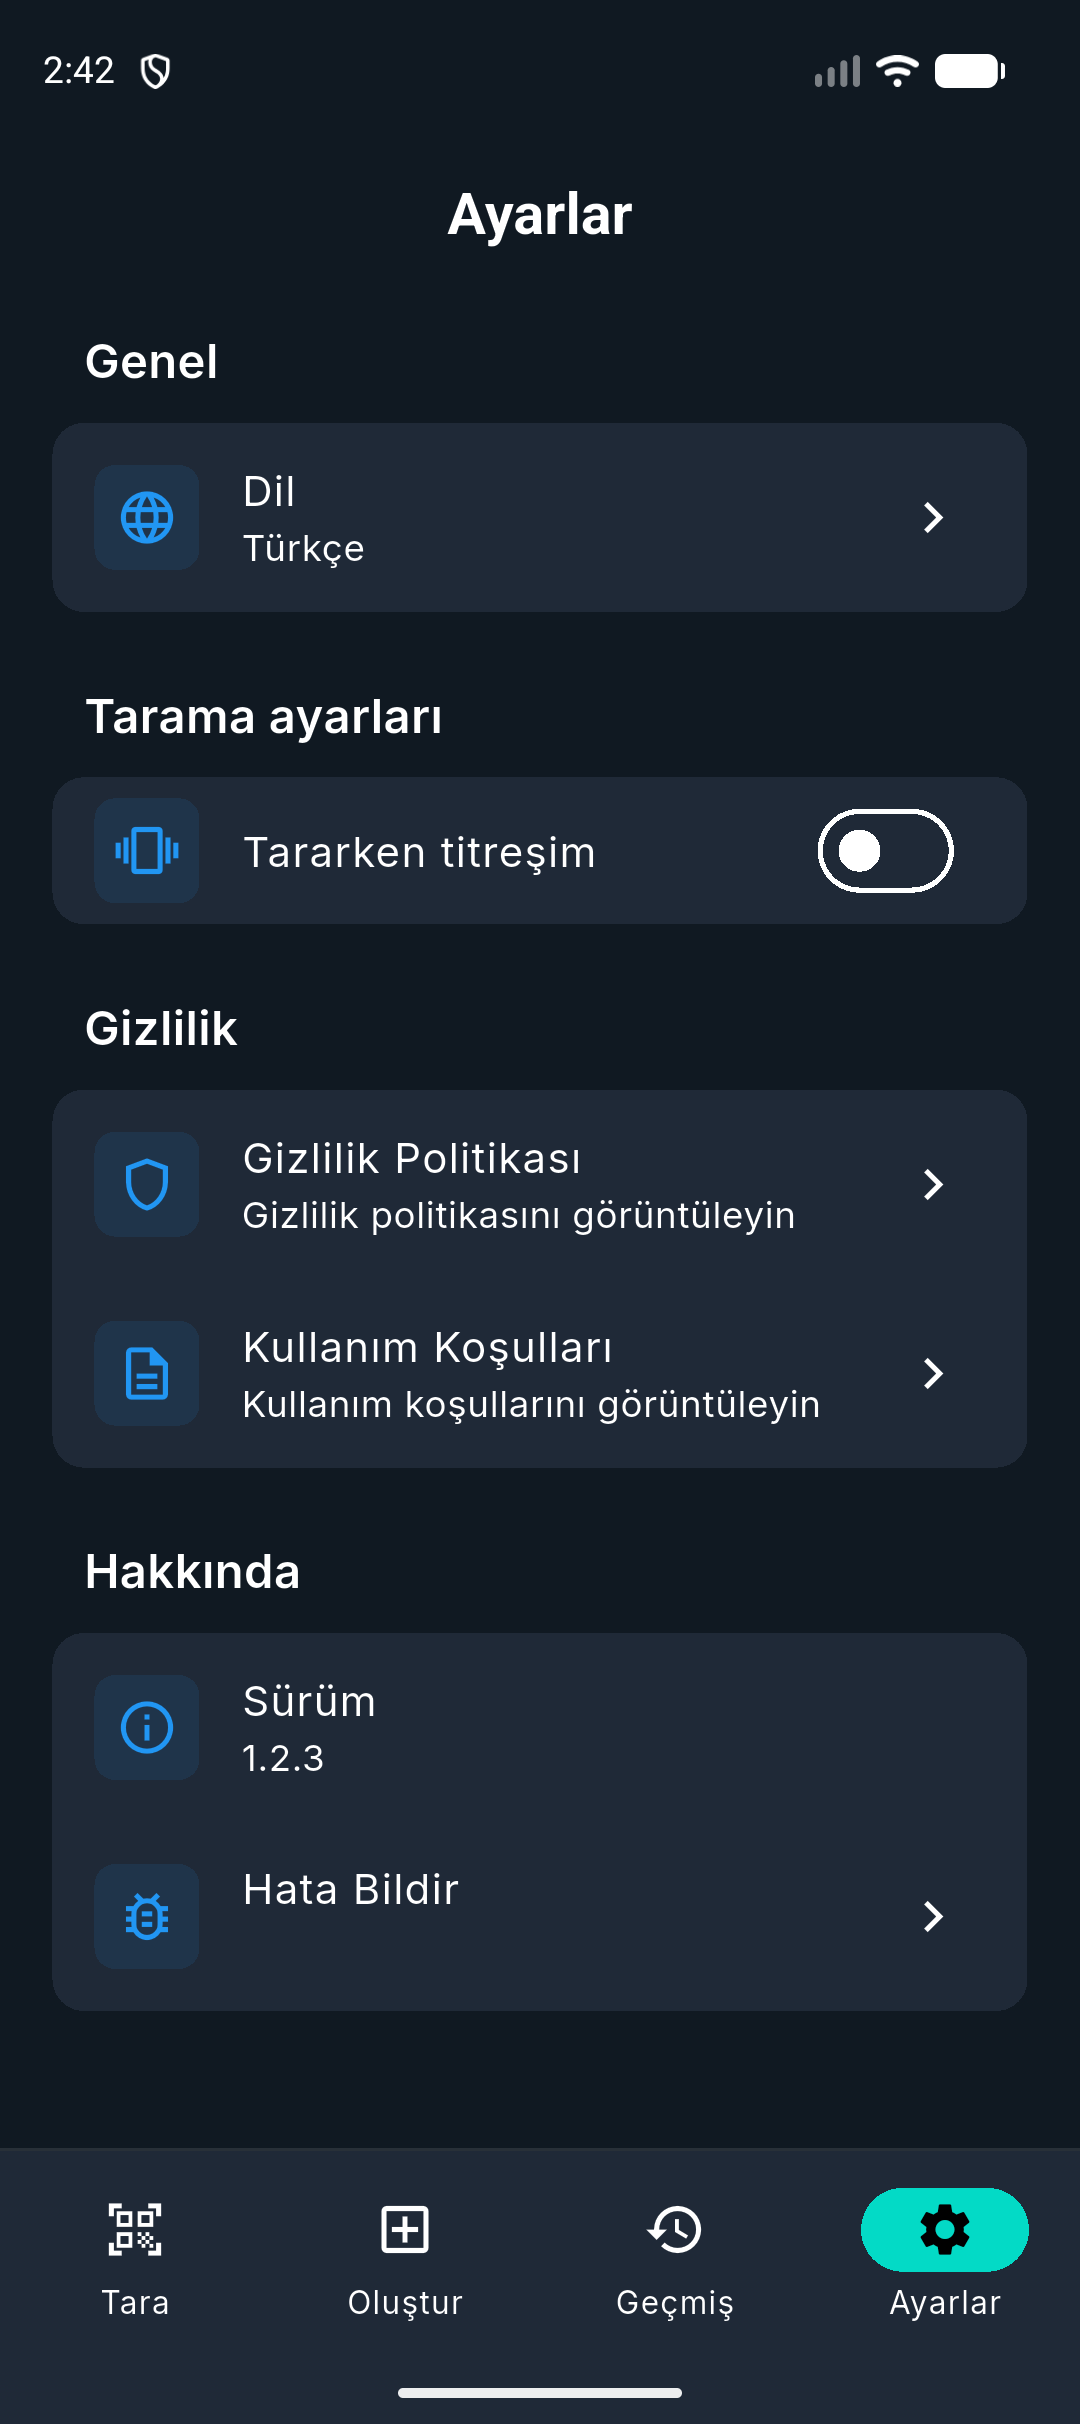 2:42
Ayarlar
Genel
Dil
Türkçe
Tarama ayarları
Tararken titreşim
Gizlilik
Gizlilik Politikası
Gizlilik politikasını görüntüleyin
Kullanım Koşulları
Kullanım koşullarını görüntüleyin
Hakkında
Sürüm
1.2.3
Hata Bildir
Tara
Oluştur
Geçmiş
Ayarlar